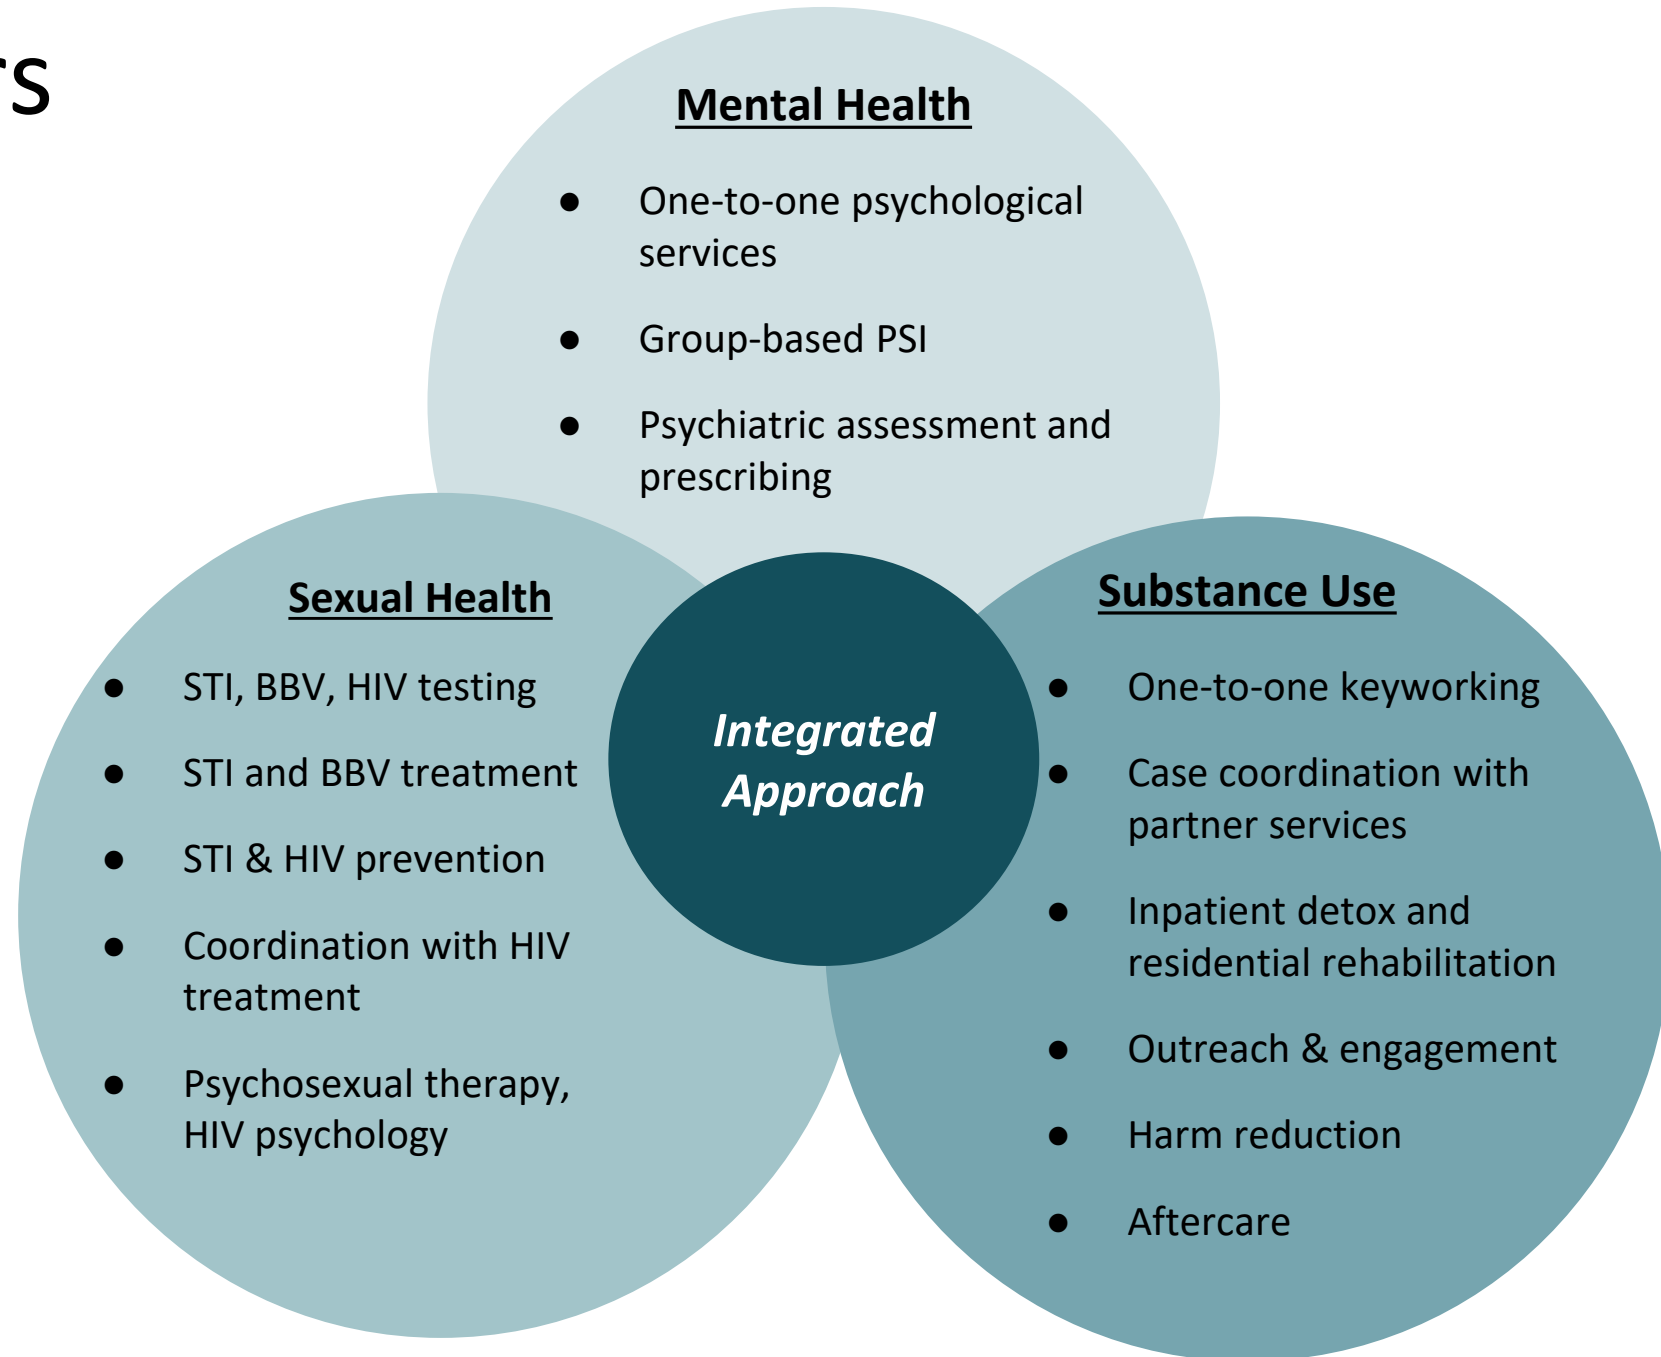 rs
Mental Health
● One-to-one psychological
services
● Group-based PSI
● Psychiatric assessment and
prescribing
Sexual Health
● STI, BBV, HIV testing
● STI and BBV treatment
● STI & HIV prevention
● Coordination with HIV
treatment
● Psychosexual therapy,
HIV psychology
Integrated
Approach
Substance Use
● One-to-one keyworking
● Case coordination with
partner services
● Inpatient detox and
residential rehabilitation
● Outreach & engagement
● Harm reduction
● Aftercare